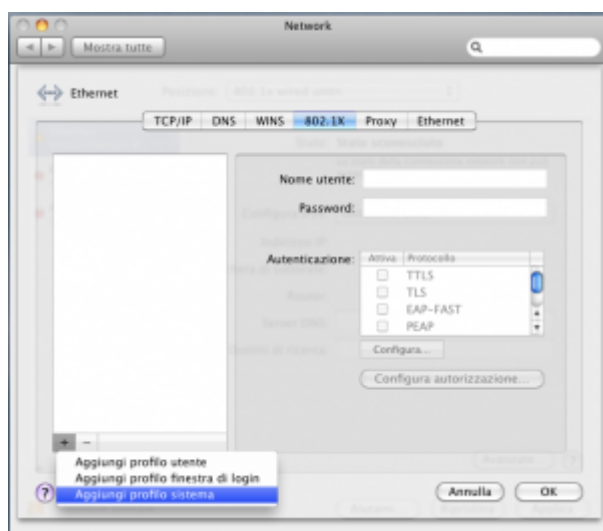 Network
Mostra tutte
Ethernet
TCP/IP DNS WINS 802.1X Proxy Ethernet
Nome utente:
Password:
Autenticazione:
Attiva Protocollo
TTLS
TLS
EAP-FAST
PEAP
Configura...
Configura autorizzazione...
+ −
Aggiungi profilo utente
Aggiungi profilo finestra di login
Aggiungi profilo sistema
?
Annulla OK